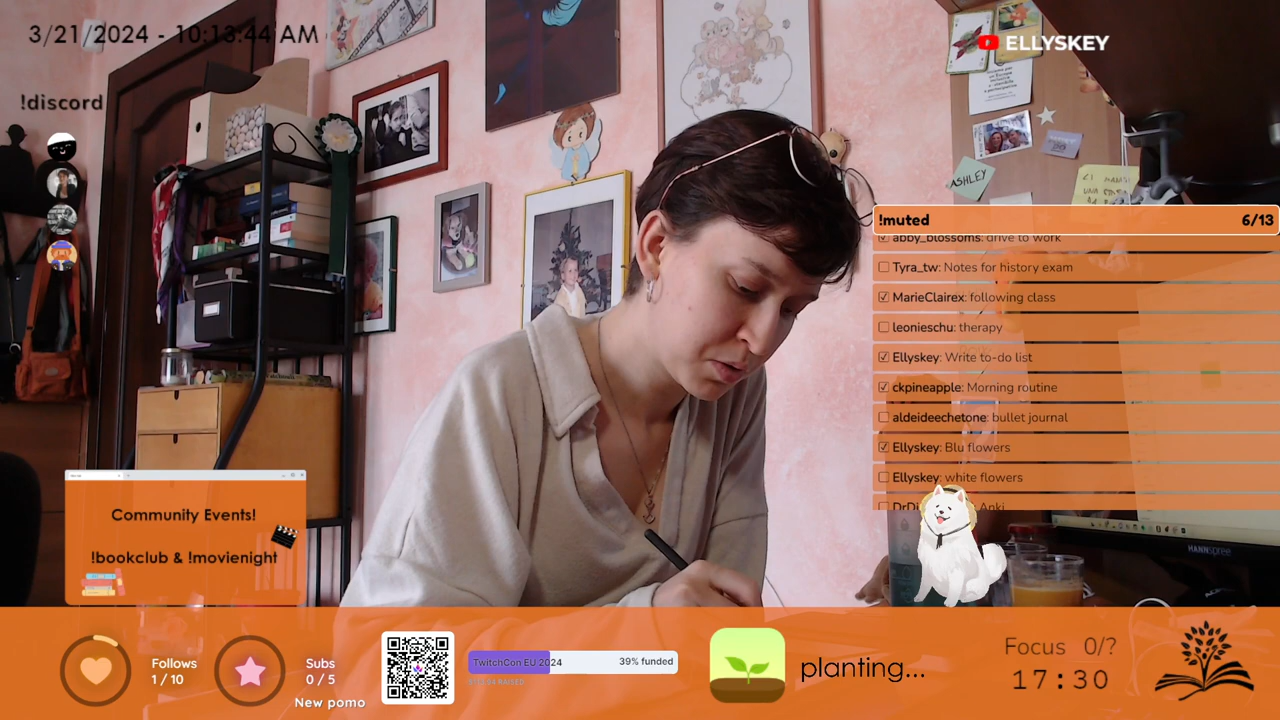 3/21/2024 - 10:13:44 AM
ELLYSKEY
!discord
ASHLEY
!muted 6/13
abby_blossoms: drive to work
Tyra_tw: Notes for history exam
MarieClairex: following class
leonieschu: therapy
Ellyskey: Write to-do list
ckpineapple: Morning routine
aldeideechetone: bullet journal
Ellyskey: Blu flowers
Ellyskey: white flowers
Anki
HANNSpree
Community Events!
!bookclub & !movienight
Follows
1 / 10
Subs
0 / 5
New pomo
TwitchCon EU 2024 39% funded
planting...
Focus 0/?
17:30